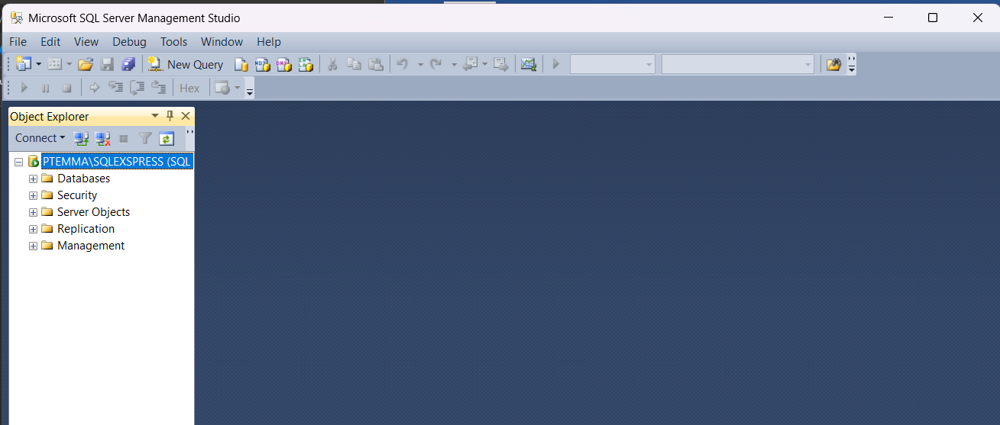 Microsoft SQL Server Management Studio
File Edit View Debug Tools Window Help
New Query
Hex
Object Explorer
Connect
PTEMMA\SQLEXSPRESS (SQL
Databases
Security
Server Objects
Replication
Management